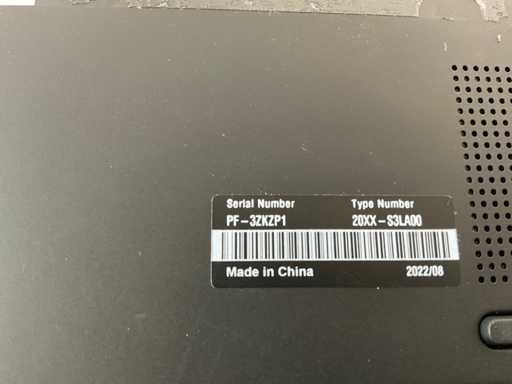 Serial Number Type Number
PF-3ZKZP1 20XX-S3LA00
Made in China 2022/08